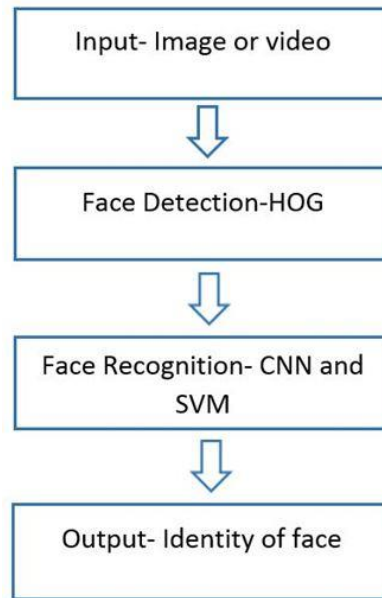 Input- Image or video
Face Detection-HOG
Face Recognition- CNN and
SVM
Output- Identity of face